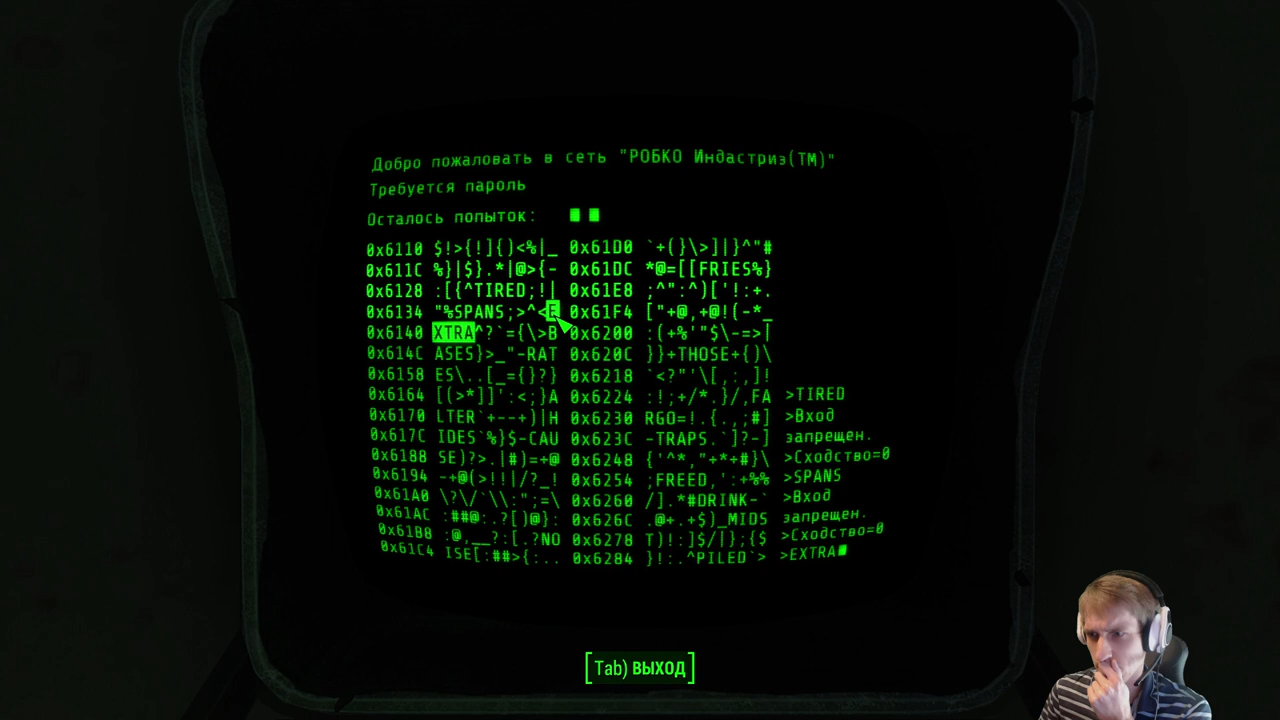 Добро пожаловать в сеть "РОБКО Индастриз(ТМ)"
Требуется пароль
Осталось попыток: ■ ■
0x6110 $!>{!]{)<%|_ 0x61D0 `+(}\>]|}^"#
0x611C %}|$}.*|@>{- 0x61DC *@=[[FRIES%}
0x6128 :[{^TIRED;!| 0x61E8 ;^":^)['!:+.
0x6134 "%SPANS;>^<E 0x61F4 ["+@,+@!(-*_
0x6140 XTRA^?`={\>B 0x6200 :(+%'"$\-=>|
0x614C ASES}>_"-RAT 0x620C }}+THOSE+{)\
0x6158 ES\..[_={}?} 0x6218 `<?"'\[,:,]!
0x6164 [(>*]]':<;}A 0x6224 :!;+/*.}/,FA >TIRED
0x6170 LTER`+--+)|H 0x6230 RGO=!.{.,;#] >Вход
0x617C IDES`%}$-CAU 0x623C -TRAPS.`]?-] запрещен.
0x6188 SE)?>.|#)=+@ 0x6248 {'^*,"+*+#}\ >Сходство=0
0x6194 -+@(>!!|/?_! 0x6254 ;FREED,':+%% >SPANS
0x61A0 \?\/`\\:";=\ 0x6260 /].*#DRINK-` >Вход
0x61AC :##@:.?[)@}: 0x626C .@+.+$)_MIDS запрещен.
0x61B8 :@,__?:[.?NO 0x6278 T)!:]$/|};{$ >Сходство=0
0x61C4 ISE[:##>{:.. 0x6284 }!:.^PILED`> >EXTRA■
[Tab) ВЫХОД]